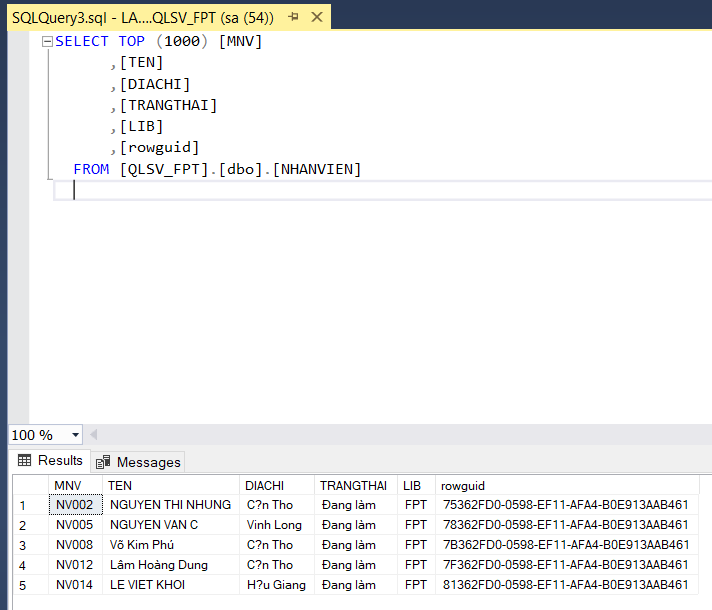 SQLQuery3.sql - LA....QLSV_FPT (sa (54))
SELECT TOP (1000) [MNV]
,[TEN]
,[DIACHI]
,[TRANGTHAI]
,[LIB]
,[rowguid]
FROM [QLSV_FPT].[dbo].[NHANVIEN]
100 %
Results Messages
MNV TEN DIACHI TRANGTHAI LIB rowguid
1 NV002 NGUYEN THI NHUNG C?n Tho Đang làm FPT 75362FD0-0598-EF11-AFA4-B0E913AAB461
2 NV005 NGUYEN VAN C Vinh Long Đang làm FPT 78362FD0-0598-EF11-AFA4-B0E913AAB461
3 NV008 Võ Kim Phú C?n Tho Đang làm FPT 7B362FD0-0598-EF11-AFA4-B0E913AAB461
4 NV012 Lâm Hoàng Dung C?n Tho Đang làm FPT 7F362FD0-0598-EF11-AFA4-B0E913AAB461
5 NV014 LE VIET KHOI H?u Giang Đang làm FPT 81362FD0-0598-EF11-AFA4-B0E913AAB461